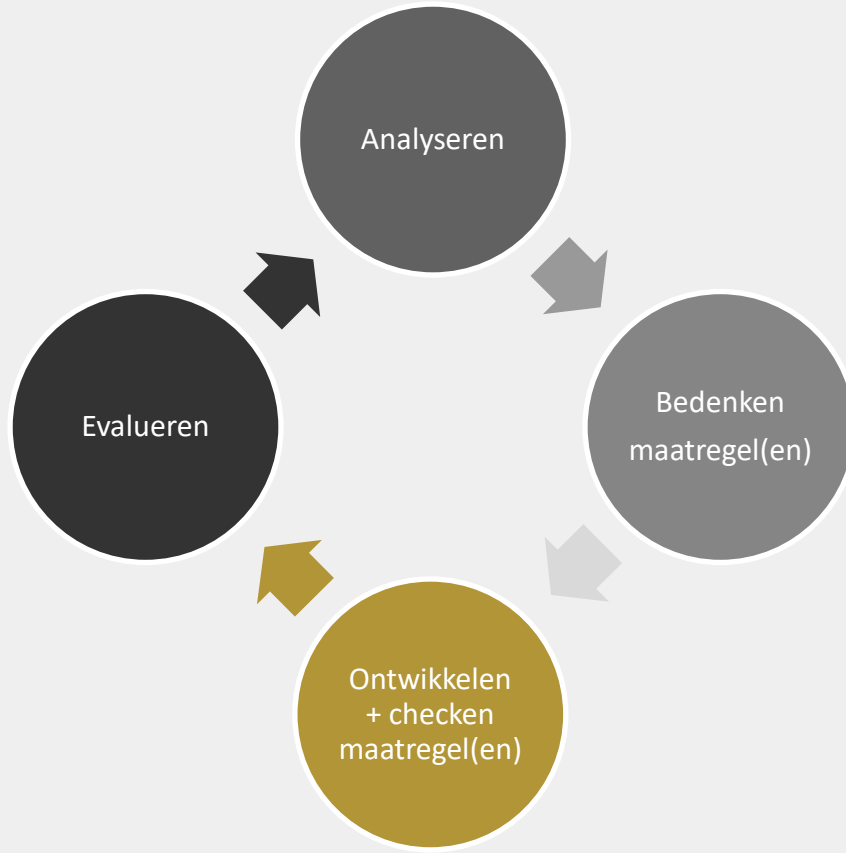 Analyseren
Bedenken
maatregel(en)
Ontwikkelen
+ checken
maatregel(en)
Evalueren